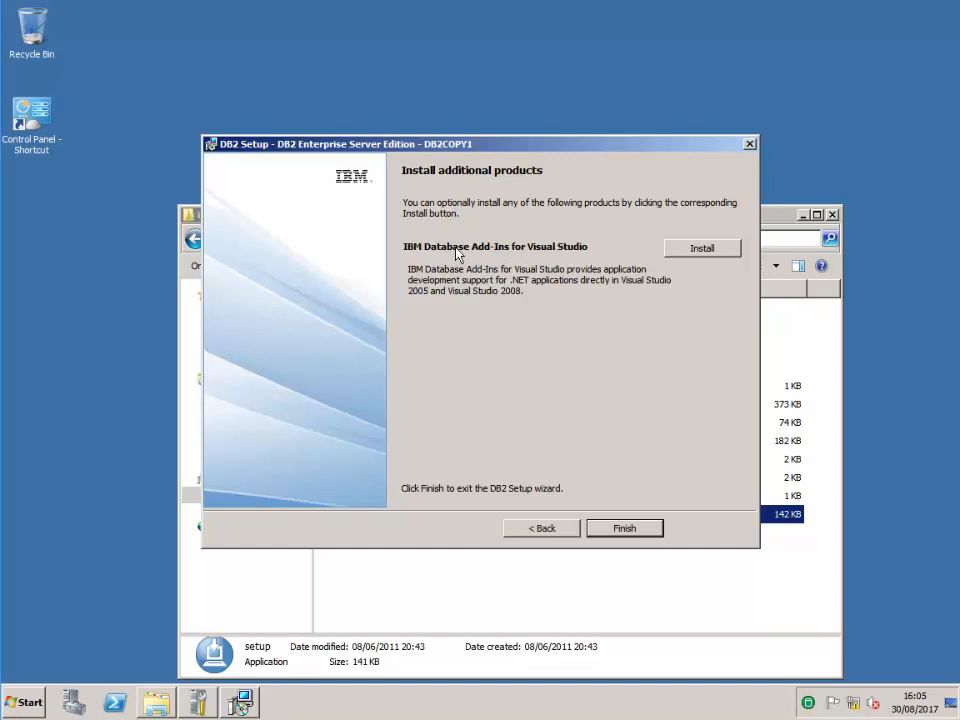 Recycle Bin
Control Panel -
Shortcut
DB2 Setup - DB2 Enterprise Server Edition - DB2COPY1
IBM
Install additional products
You can optionally install any of the following products by clicking the corresponding
Install button.
IBM Database Add-Ins for Visual Studio
Install
IBM Database Add-Ins for Visual Studio provides application
development support for .NET applications directly in Visual Studio
2005 and Visual Studio 2008.
Click Finish to exit the DB2 Setup wizard.
< Back
Finish
Or
1 KB
373 KB
74 KB
182 KB
2 KB
2 KB
1 KB
142 KB
setup
Date modified: 08/06/2011 20:43
Date created: 08/06/2011 20:43
Application
Size: 141 KB
Start
16:05
30/08/2017